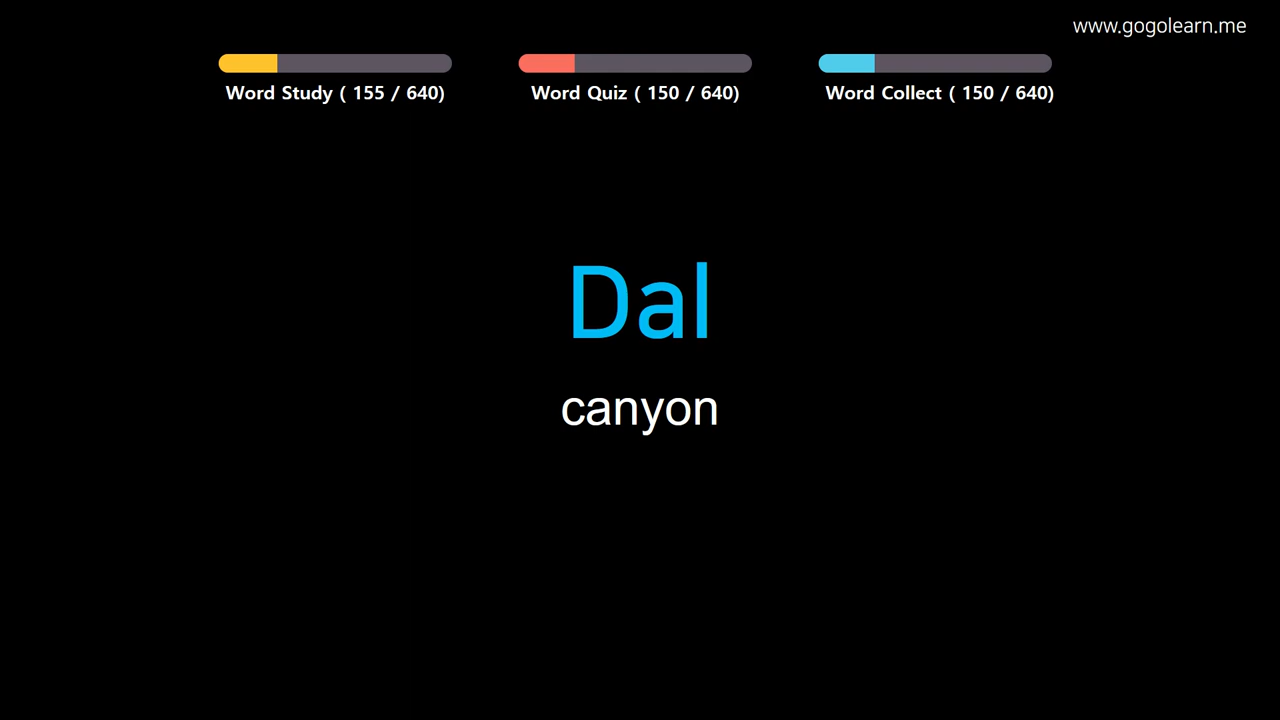 www.gogolearn.me
Word Study ( 155 / 640)
Word Quiz ( 150 / 640)
Word Collect ( 150 / 640)
Dal
canyon